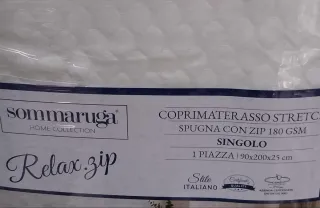 sommaruga®
HOME COLLECTION
Relax.zip
COPRIMATERASSO STRETC
SPUGNA CON ZIP 180 GSM
SINGOLO
1 PIAZZA | 90x200x25 cm
Stile
ITALIANO